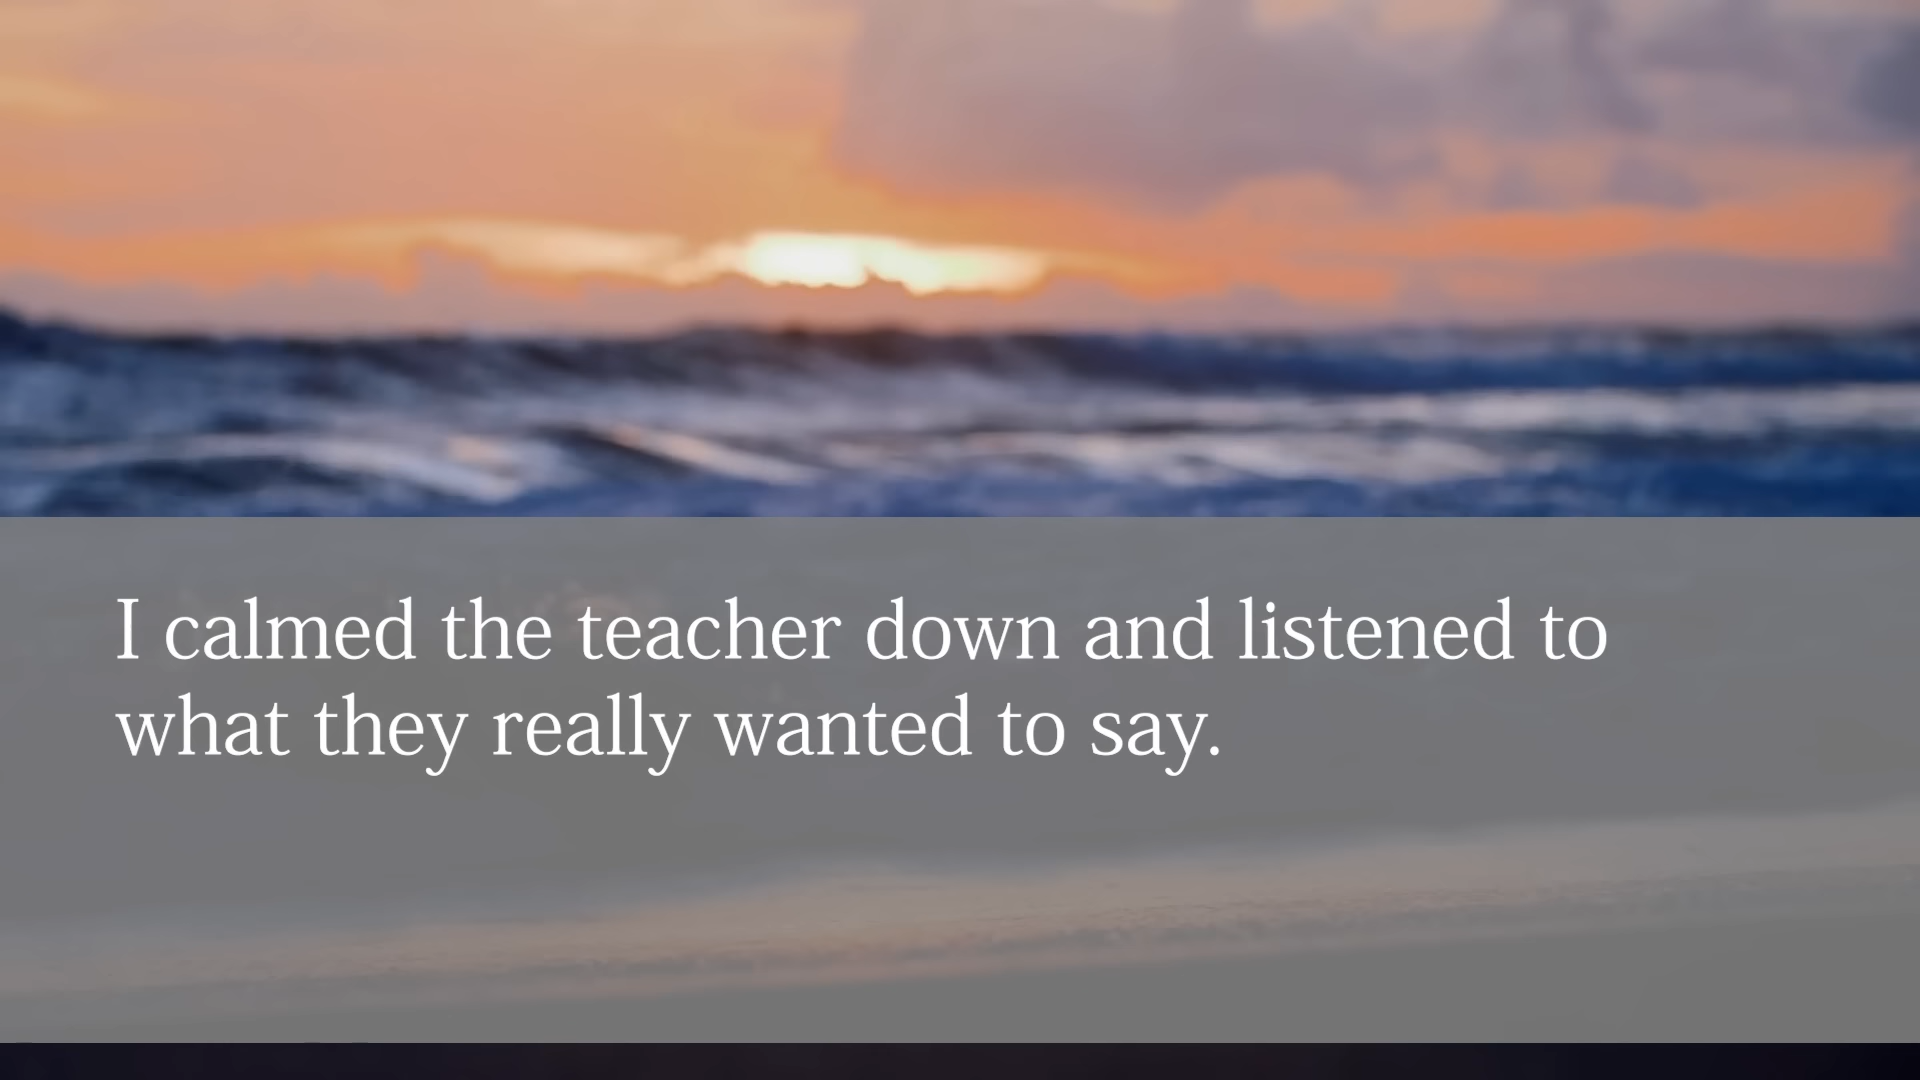 I calmed the teacher down and listened to
what they really wanted to say.